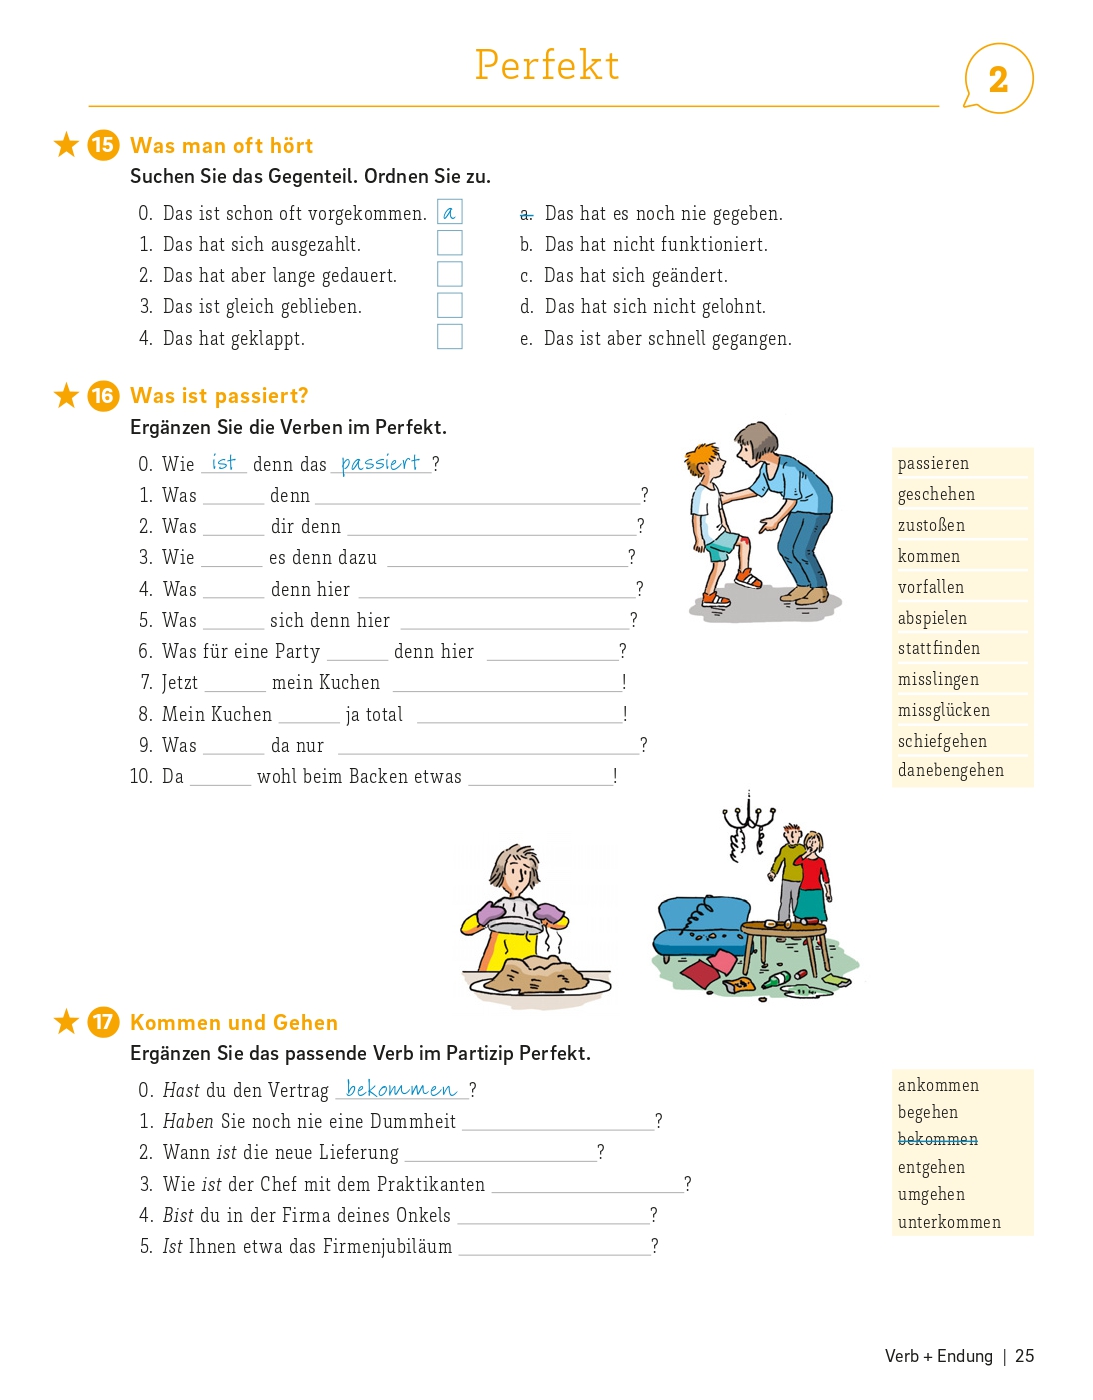 Perfekt
2
15 Was man oft hört
Suchen Sie das Gegenteil. Ordnen Sie zu.
0. Das ist schon oft vorgekommen. a a. Das hat es noch nie gegeben.
1. Das hat sich ausgezahlt. b. Das hat nicht funktioniert.
2. Das hat aber lange gedauert. c. Das hat sich geändert.
3. Das ist gleich geblieben. d. Das hat sich nicht gelohnt.
4. Das hat geklappt. e. Das ist aber schnell gegangen.
16 Was ist passiert?
Ergänzen Sie die Verben im Perfekt.
0. Wie ist denn das passiert?
1. Was ______ denn ______?
2. Was ______ dir denn ______?
3. Wie ______ es denn dazu ______?
4. Was ______ denn hier ______?
5. Was ______ sich denn hier ______?
6. Was für eine Party ______ denn hier ______?
7. Jetzt ______ mein Kuchen ______!
8. Mein Kuchen ______ ja total ______!
9. Was ______ da nur ______?
10. Da ______ wohl beim Backen etwas ______!
passieren
geschehen
zustoßen
kommen
vorfallen
abspielen
stattfinden
misslingen
missglücken
schiefgehen
danebengehen
17 Kommen und Gehen
Ergänzen Sie das passende Verb im Partizip Perfekt.
0. Hast du den Vertrag bekommen?
1. Haben Sie noch nie eine Dummheit ______?
2. Wann ist die neue Lieferung ______?
3. Wie ist der Chef mit dem Praktikanten ______?
4. Bist du in der Firma deines Onkels ______?
5. Ist Ihnen etwa das Firmenjubiläum ______?
ankommen
begehen
bekommen
entgehen
umgehen
unterkommen
Verb + Endung | 25